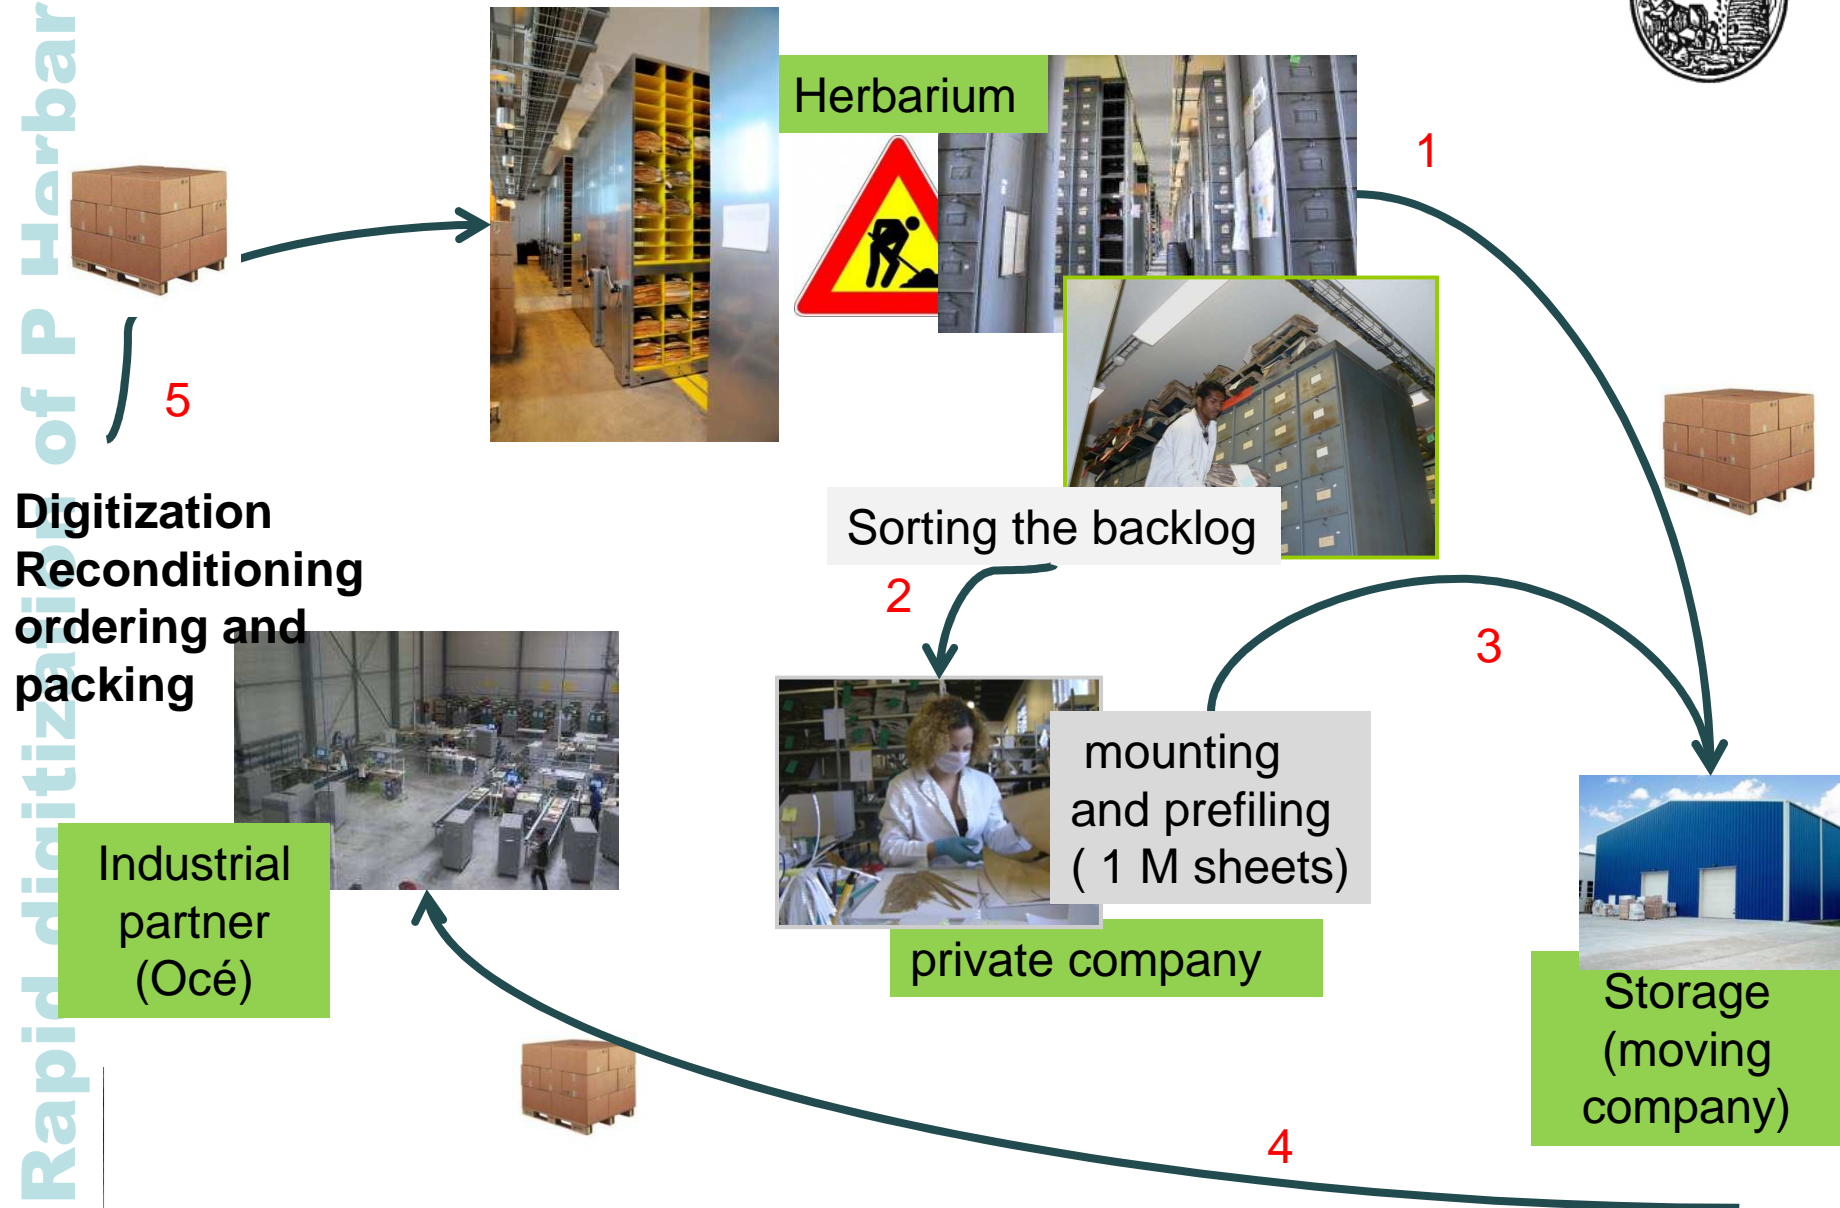 Rapid digitization of P Herbar
Herbarium
1
5
Sorting the backlog
Digitization
Reconditioning
ordering and
packing
2
3
mounting
and prefiling
( 1 M sheets)
Industrial
partner
(Océ)
private company
Storage
(moving
company)
4